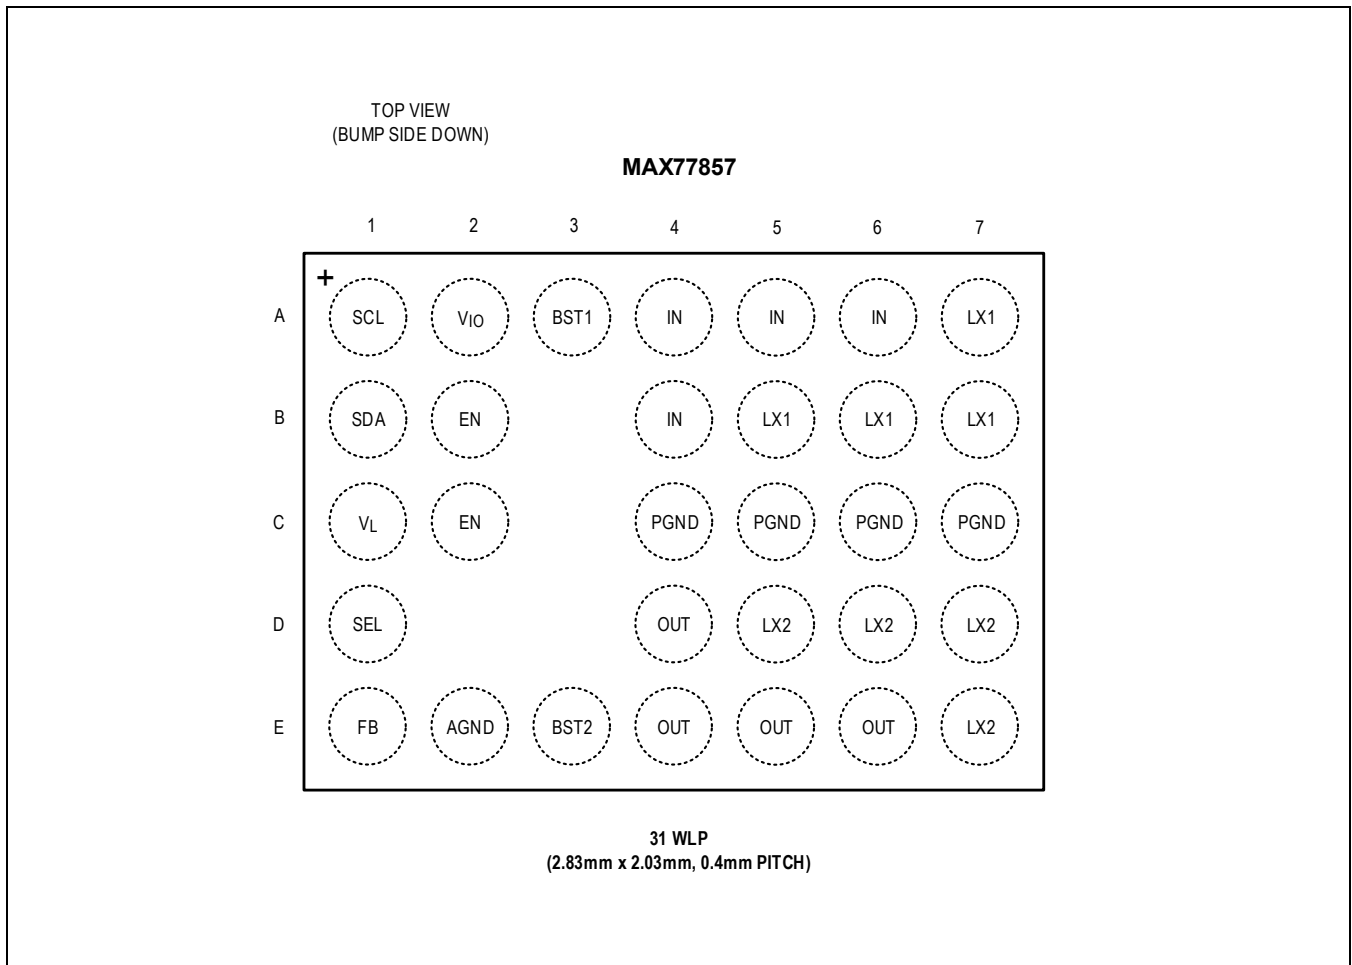 TOP VIEW
(BUMP SIDE DOWN)
MAX77857
1 2 3 4 5 6 7
+
A SCL VIO BST1 IN IN IN LX1
B SDA EN IN LX1 LX1 LX1
C VL EN PGND PGND PGND PGND
D SEL OUT LX2 LX2 LX2
E FB AGND BST2 OUT OUT OUT LX2
31 WLP
(2.83mm x 2.03mm, 0.4mm PITCH)